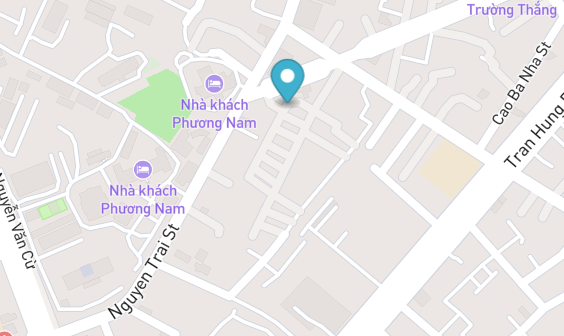 Trường Thắng
Cao Ba Nha St
Nhà khách
Phương Nam
Tran Hung
Nhà khách
Phương Nam
Nguyễn Văn Cừ
Nguyen Trai St